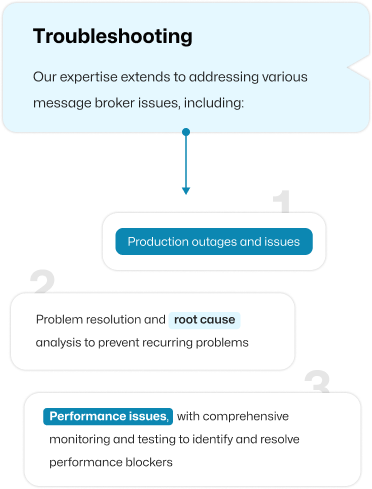 Troubleshooting
Our expertise extends to addressing various
message broker issues, including:
1
Production outages and issues
2
Problem resolution and root cause
analysis to prevent recurring problems
3
Performance issues, with comprehensive
monitoring and testing to identify and resolve
performance blockers